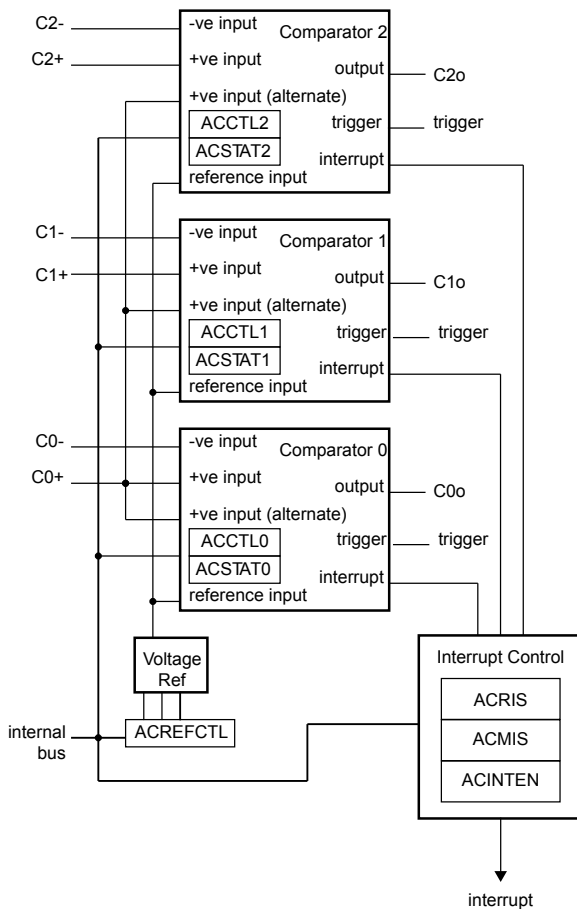 C2-
-ve input
Comparator 2
C2+
+ve input
output
C2o
+ve input (alternate)
ACCTL2
trigger
trigger
ACSTAT2
interrupt
reference input
C1-
-ve input
Comparator 1
C1+
+ve input
output
C1o
+ve input (alternate)
ACCTL1
trigger
trigger
ACSTAT1
interrupt
reference input
C0-
-ve input
Comparator 0
C0+
+ve input
output
C0o
+ve input (alternate)
ACCTL0
trigger
trigger
ACSTAT0
interrupt
reference input
Voltage
Ref
Interrupt Control
ACRIS
internal
bus
ACREFCTL
ACMIS
ACINTEN
interrupt